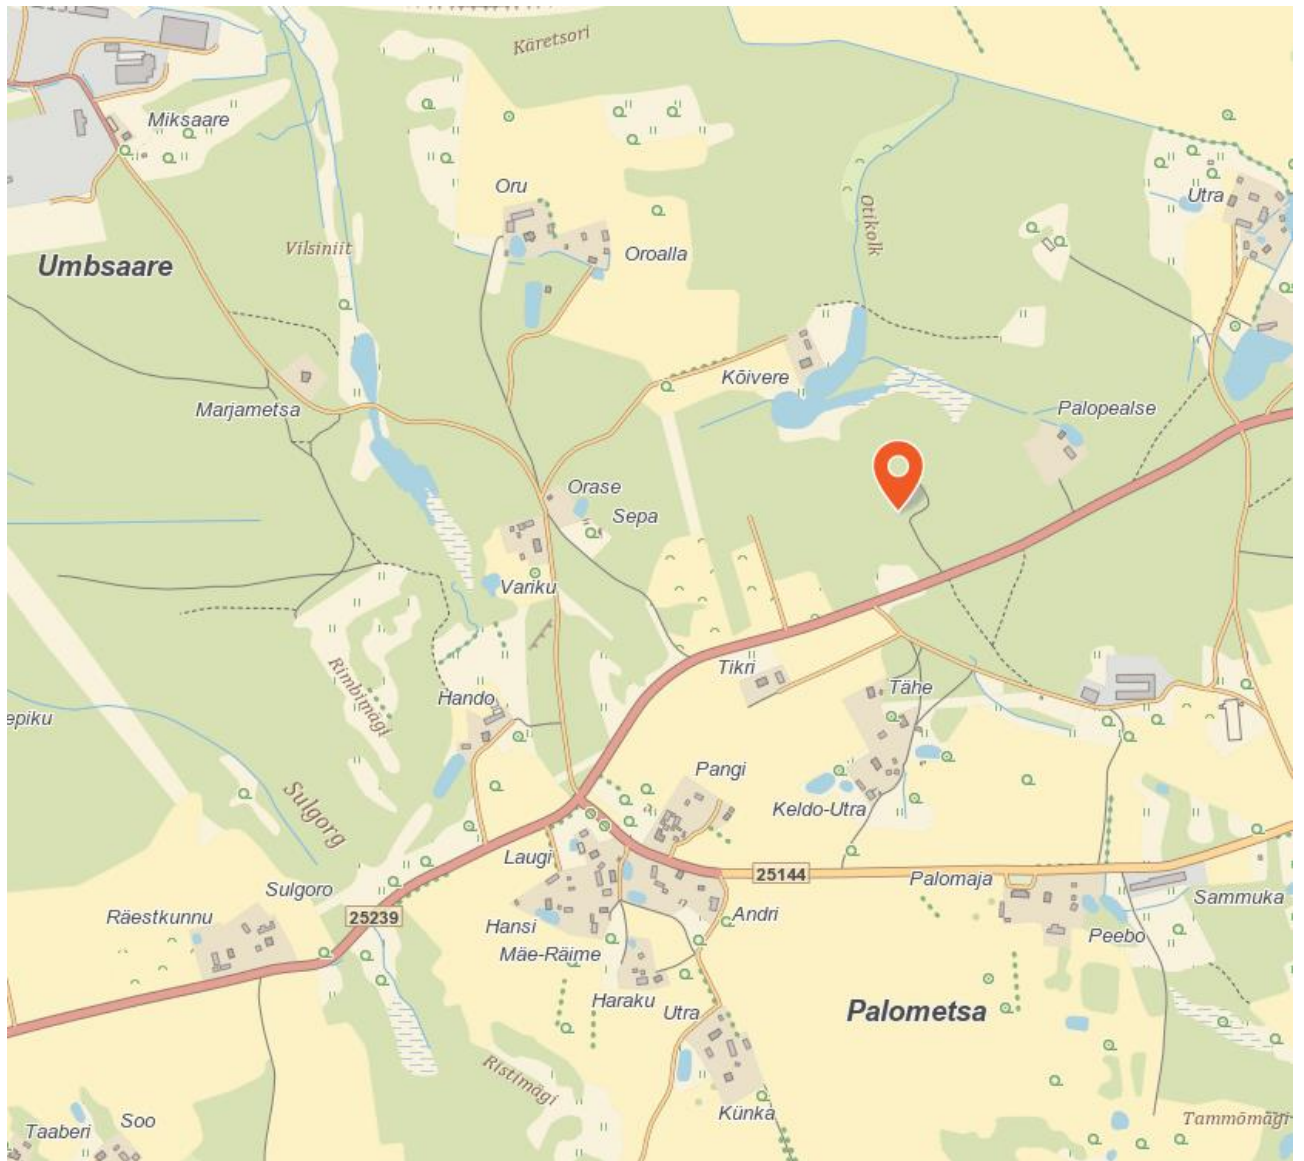 Käretsori
Miksaare
Oru
Utra
Otikolk
Vilsiniit
Oroalla
Umbsaare
Kõivere
Marjametsa
Palopealse
Orase
Sepa
Variku
Tikri
Rimbimägi
Tähe
Hando
epiku
Pangi
Sulgorg
Keldo-Utra
Laugi
25144
Palomaja
Sulgoro
Sammuka
25239
Räestkunnu
Andri
Hansi
Peebo
Mäe-Räime
Haraku
Utra
Palometsa
Ristimägi
Künka
Soo
Tammõmägi
Taaberi